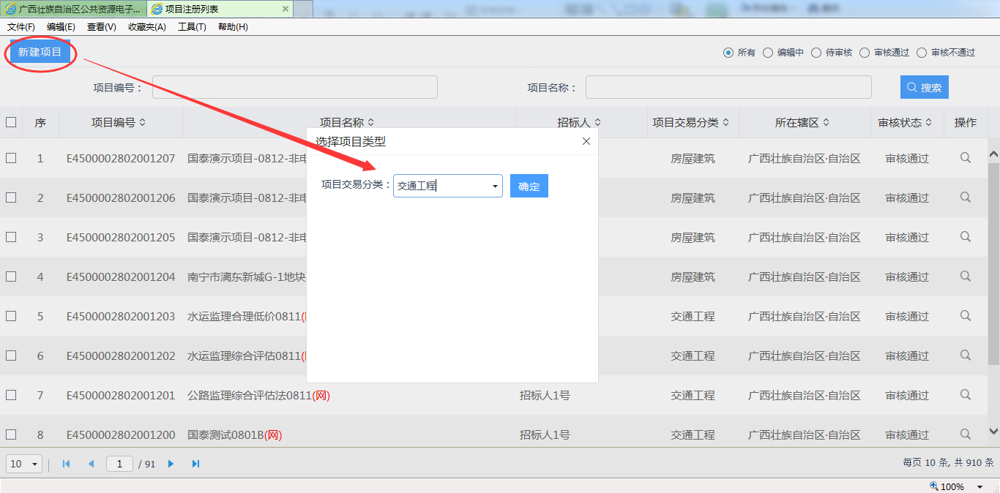 广西壮族自治区公共资源电子... 项目注册列表
文件(F) 编辑(E) 查看(V) 收藏夹(A) 工具(T) 帮助(H)
新建项目 所有 编辑中 待审核 审核通过 审核不通过
项目编号： 项目名称： 搜索
序 项目编号 项目名称 招标人 项目交易分类 所在辖区 审核状态 操作
选择项目类型
项目交易分类： 交通工程 确定
1 E4500002802001207 国泰演示项目-0812-非 房屋建筑 广西壮族自治区·自治区 审核通过
2 E4500002802001206 国泰演示项目-0812-非 房屋建筑 广西壮族自治区·自治区 审核通过
3 E4500002802001205 国泰演示项目-0812-非 房屋建筑 广西壮族自治区·自治区 审核通过
4 E4500002802001204 南宁市漓东新城G-1地块 房屋建筑 广西壮族自治区·自治区 审核通过
5 E4500002802001203 水运监理合理低价0811( 交通工程 广西壮族自治区·自治区 审核通过
6 E4500002802001202 水运监理综合评估0811( 交通工程 广西壮族自治区·自治区 审核通过
7 E4500002802001201 公路监理综合评估法0811(网) 招标人1号 交通工程 广西壮族自治区·自治区 审核通过
8 E4500002802001200 国泰测试0801B(网) 招标人1号 交通工程 广西壮族自治区·自治区 审核通过
10 1 / 91 每页 10 条, 共 910 条
100%